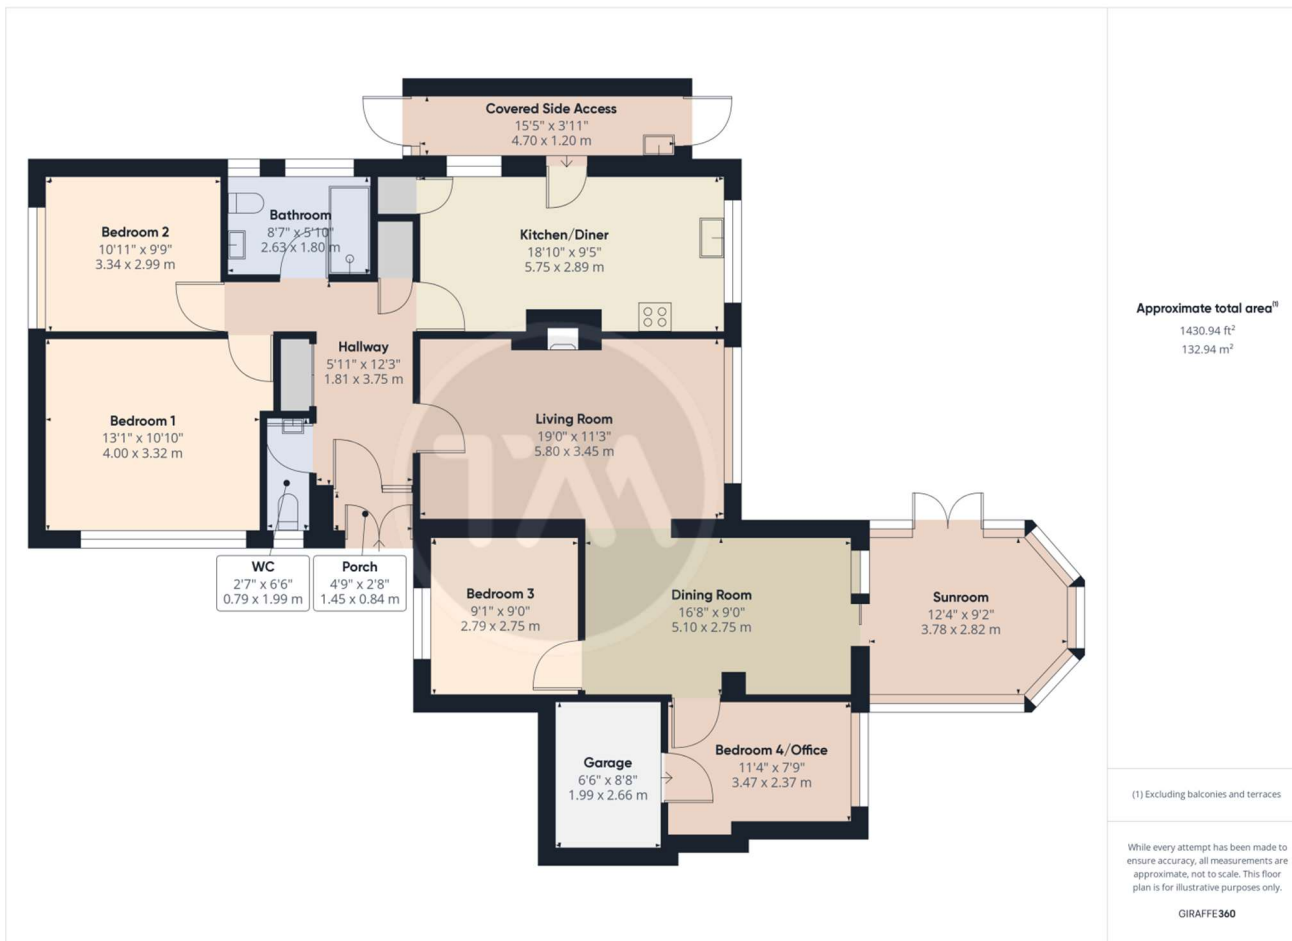 Covered Side Access
15'5" x 3'11"
4.70 x 1.20 m
Bedroom 2
10'11" x 9'9"
3.34 x 2.99 m
Bathroom
8'7" x 5'10"
2.63 x 1.80 m
Kitchen/Diner
18'10" x 9'5"
5.75 x 2.89 m
Hallway
5'11" x 12'3"
1.81 x 3.75 m
Bedroom 1
13'1" x 10'10"
4.00 x 3.32 m
Living Room
19'0" x 11'3"
5.80 x 3.45 m
TM
WC
2'7" x 6'6"
0.79 x 1.99 m
Porch
4'9" x 2'8"
1.45 x 0.84 m
Bedroom 3
9'1" x 9'0"
2.79 x 2.75 m
Dining Room
16'8" x 9'0"
5.10 x 2.75 m
Sunroom
12'4" x 9'2"
3.78 x 2.82 m
Garage
6'6" x 8'8"
1.99 x 2.66 m
Bedroom 4/Office
11'4" x 7'9"
3.47 x 2.37 m
Approximate total area⁽¹⁾
1430.94 ft²
132.94 m²
(1) Excluding balconies and terraces
While every attempt has been made to
ensure accuracy, all measurements are
approximate, not to scale. This floor
plan is for illustrative purposes only.
GIRAFFE360